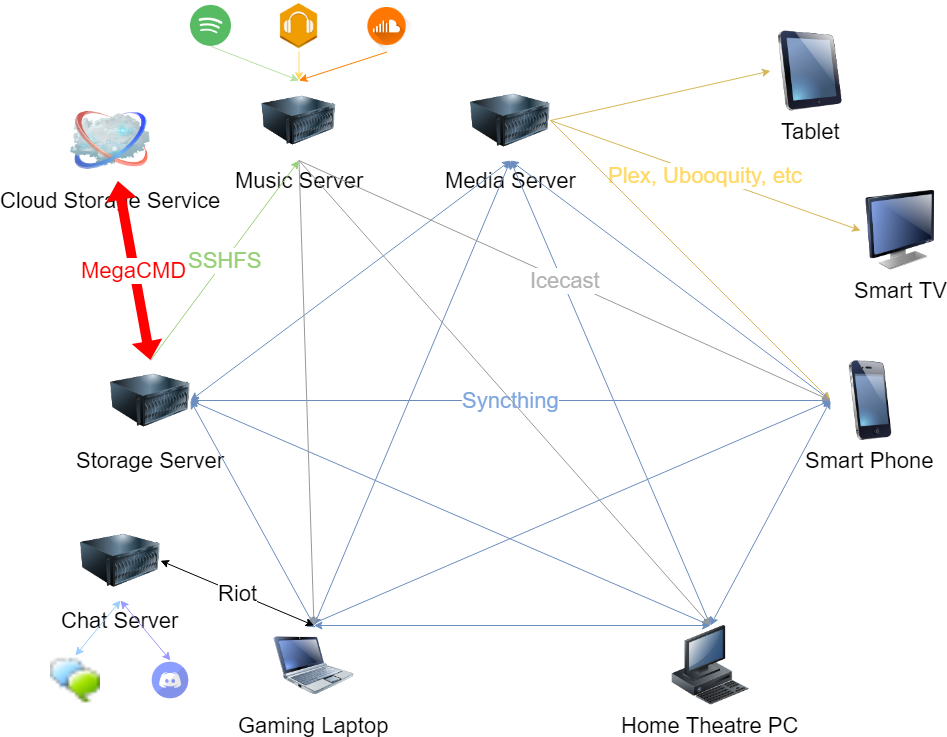 Tablet
Music Server
Media Server
Plex, Ubooquity, etc
Cloud Storage Service
SSHFS
MegaCMD
Icecast
Smart TV
Syncthing
Storage Server
Smart Phone
Riot
Chat Server
Gaming Laptop
Home Theatre PC